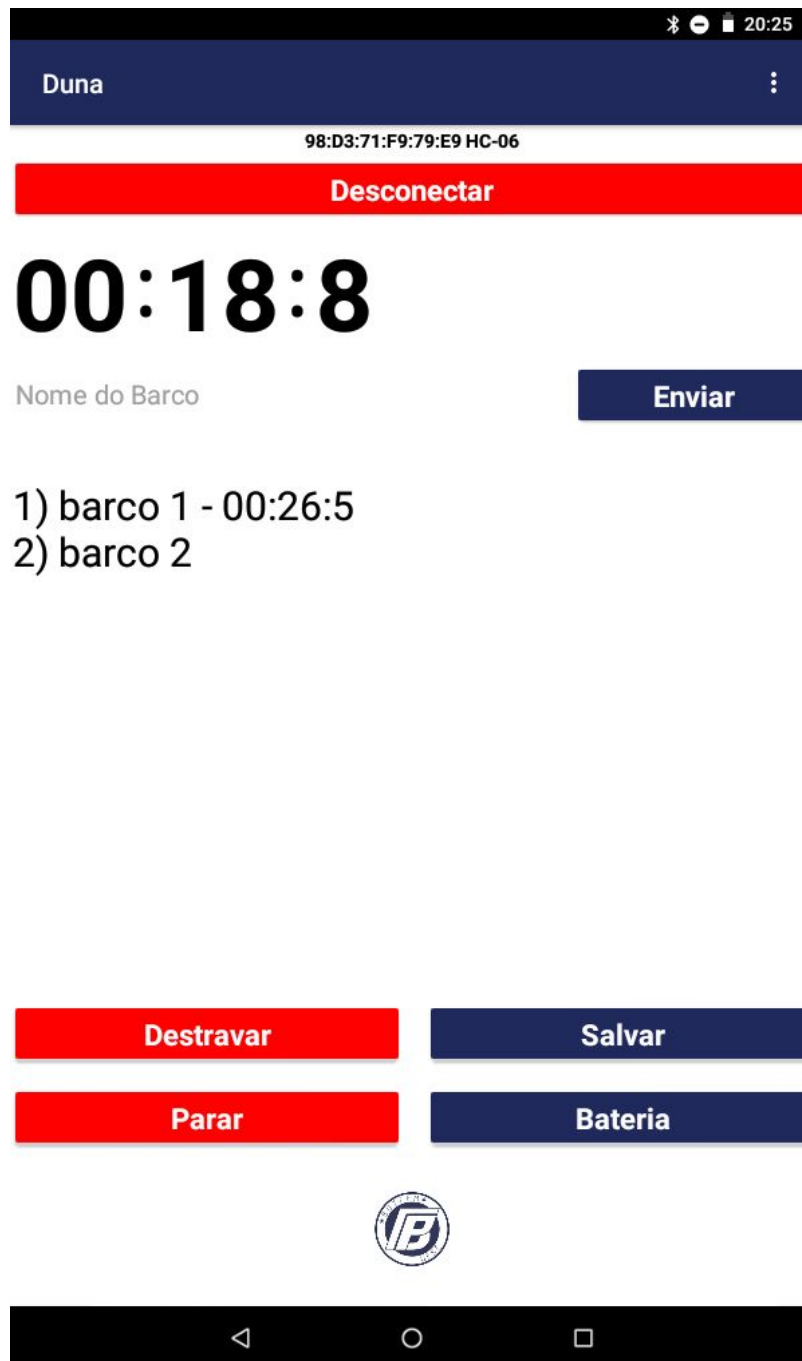 20:25
Duna
98:D3:71:F9:79:E9 HC-06
Desconectar
00:18:8
Nome do Barco
Enviar
1) barco 1 - 00:26:5
2) barco 2
Destravar
Salvar
Parar
Bateria